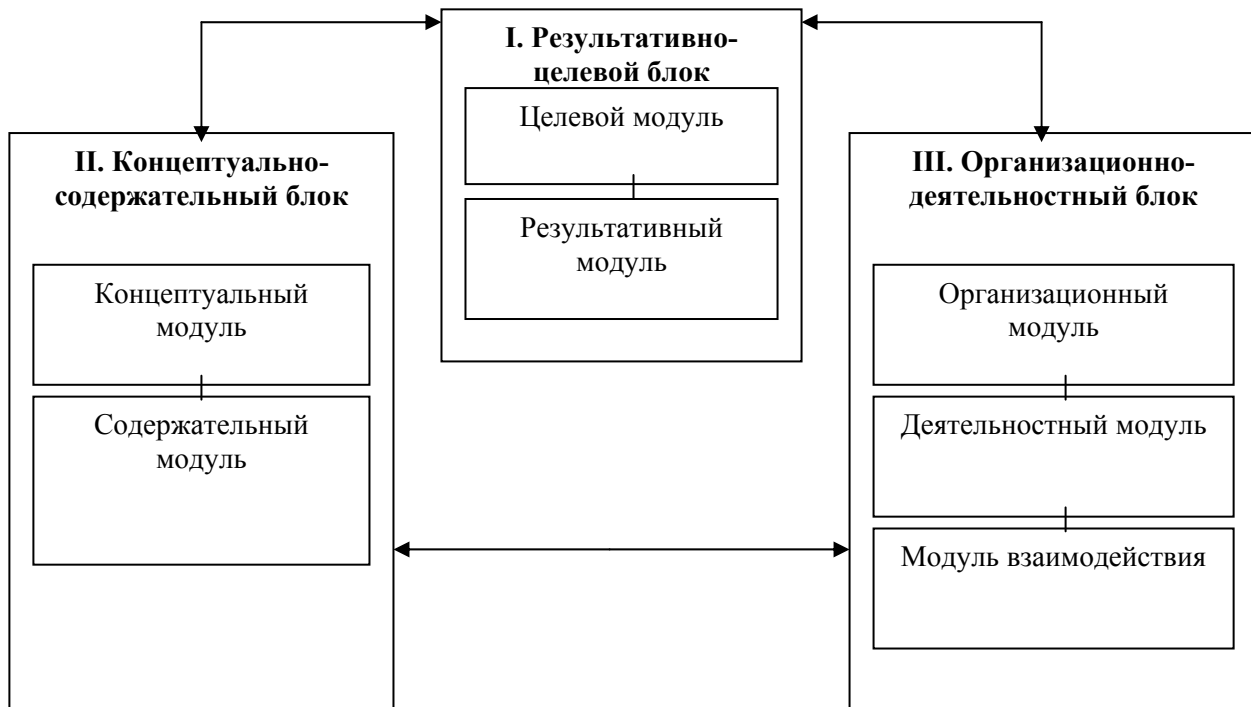 I. Результативно-
целевой блок
Целевой модуль
Результативный
модуль
II. Концептуально-
содержательный блок
Концептуальный
модуль
Содержательный
модуль
III. Организационно-
деятельностный блок
Организационный
модуль
Деятельностный модуль
Модуль взаимодействия